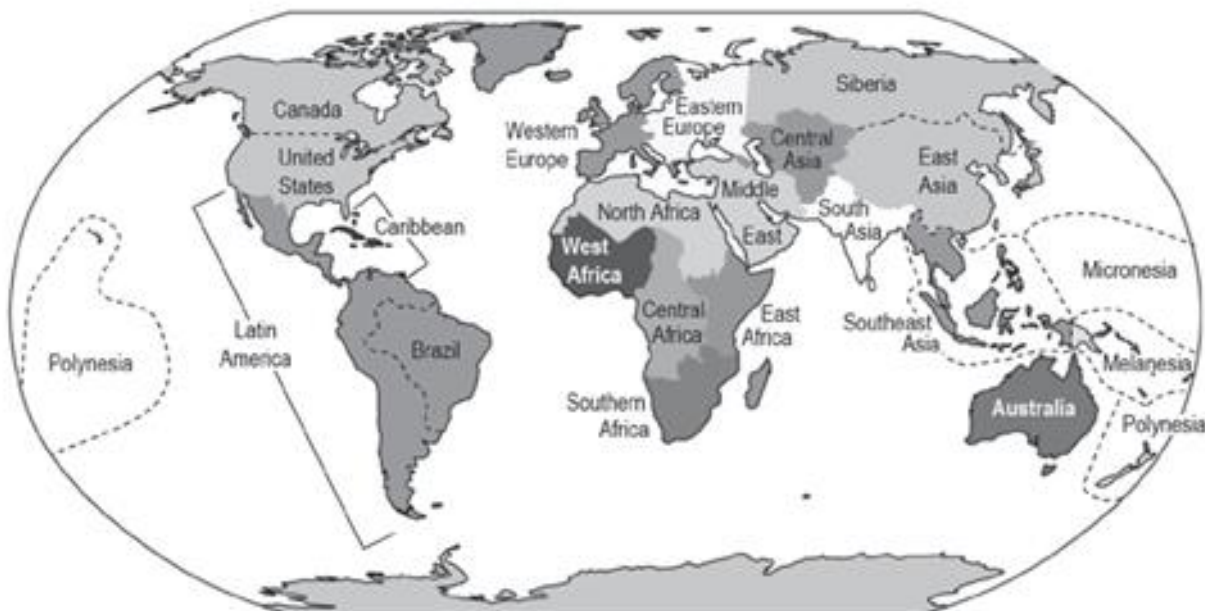 Canada
United
States
Caribbean
Latin
America
Brazil
Polynesia
Western
Europe
Eastern
Europe
Siberia
Central
Asia
East
Asia
Middle
East
South
Asia
North Africa
West
Africa
Central
Africa
East
Africa
Southern
Africa
Southeast
Asia
Micronesia
Melanesia
Australia
Polynesia